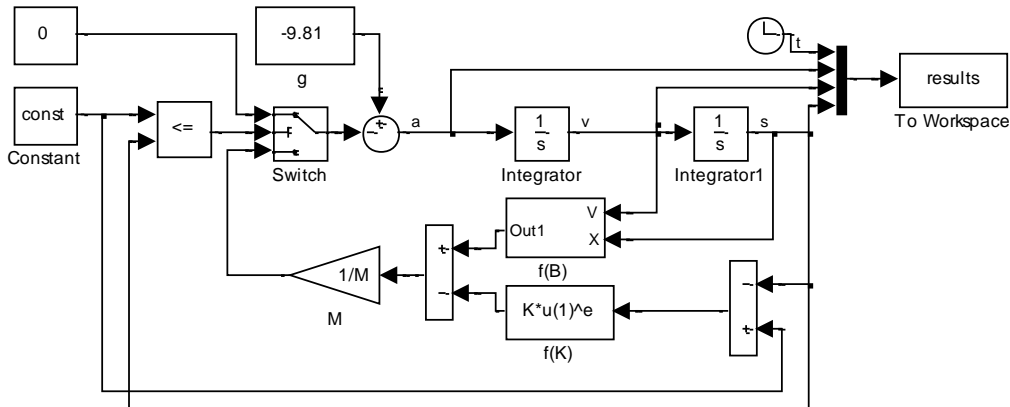 0
-9.81
g
t
results
To Workspace
const
Constant
<=
Switch
+
-
a
1
s
Integrator
v
1
s
Integrator1
s
V
X
Out1
f(B)
+
-
1/M
M
K*u(1)^e
f(K)
-
+